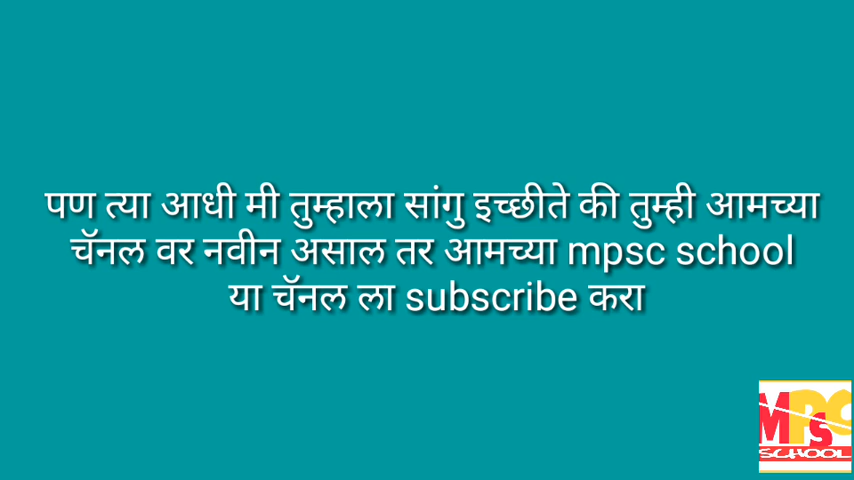 पण त्या आधी मी तुम्हाला सांगु इच्छीते की तुम्ही आमच्या
चॅनल वर नवीन असाल तर आमच्या mpsc school
या चॅनल ला subscribe करा
MPSC
SCHOOL